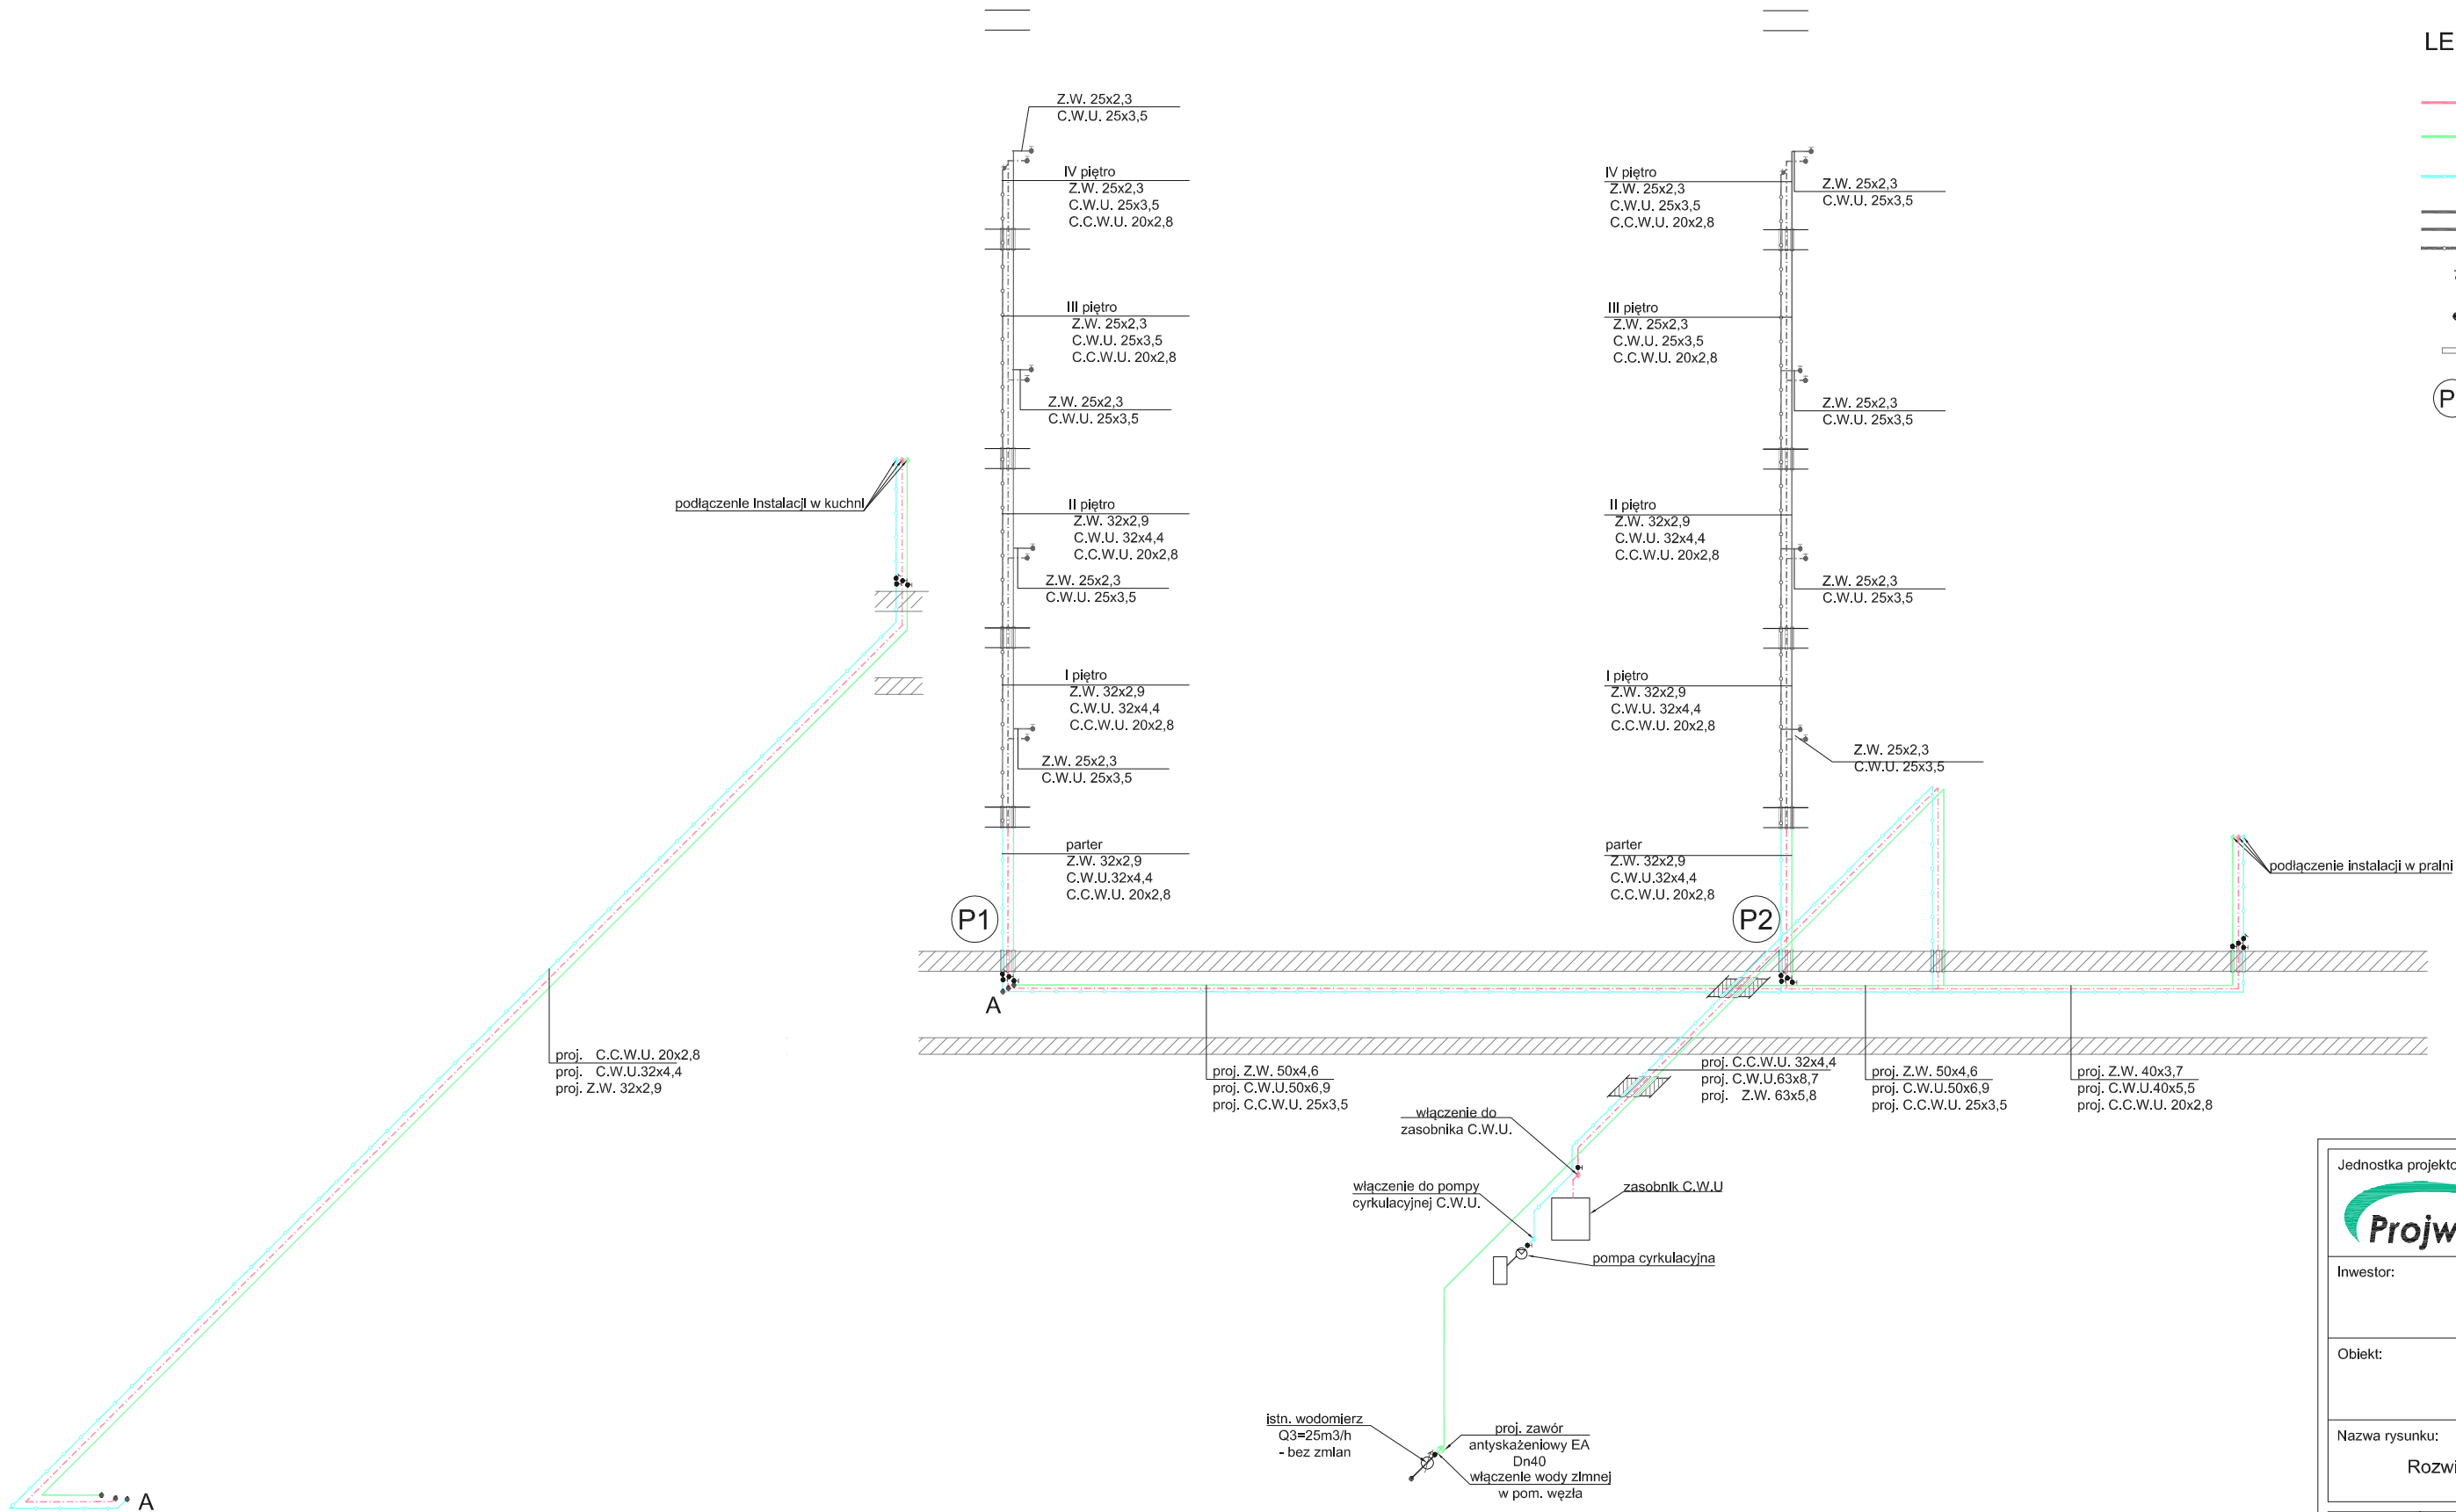 LE
Z.W. 25x2,3
C.W.U. 25x3,5
IV piętro
Z.W. 25x2,3
C.W.U. 25x3,5
C.C.W.U. 20x2,8
III piętro
Z.W. 25x2,3
C.W.U. 25x3,5
C.C.W.U. 20x2,8
Z.W. 25x2,3
C.W.U. 25x3,5
II piętro
Z.W. 32x2,9
C.W.U. 32x4,4
C.C.W.U. 20x2,8
Z.W. 25x2,3
C.W.U. 25x3,5
I piętro
Z.W. 32x2,9
C.W.U. 32x4,4
C.C.W.U. 20x2,8
Z.W. 25x2,3
C.W.U. 25x3,5
parter
Z.W. 32x2,9
C.W.U.32x4,4
C.C.W.U. 20x2,8
P1
A
IV piętro
Z.W. 25x2,3
C.W.U. 25x3,5
C.C.W.U. 20x2,8
Z.W. 25x2,3
C.W.U. 25x3,5
III piętro
Z.W. 25x2,3
C.W.U. 25x3,5
C.C.W.U. 20x2,8
Z.W. 25x2,3
C.W.U. 25x3,5
II piętro
Z.W. 32x2,9
C.W.U. 32x4,4
C.C.W.U. 20x2,8
Z.W. 25x2,3
C.W.U. 25x3,5
I piętro
Z.W. 32x2,9
C.W.U. 32x4,4
C.C.W.U. 20x2,8
Z.W. 25x2,3
C.W.U. 25x3,5
parter
Z.W. 32x2,9
C.W.U.32x4,4
C.C.W.U. 20x2,8
P2
P
podłączenie instalacji w kuchni
podłączenie instalacji w pralni
proj. C.C.W.U. 20x2,8
proj. C.W.U.32x4,4
proj. Z.W. 32x2,9
proj. Z.W. 50x4,6
proj. C.W.U.50x6,9
proj. C.C.W.U. 25x3,5
proj. C.C.W.U. 32x4,4
proj. C.W.U.63x8,7
proj. Z.W. 63x5,8
proj. Z.W. 50x4,6
proj. C.W.U.50x6,9
proj. C.C.W.U. 25x3,5
proj. Z.W. 40x3,7
proj. C.W.U.40x5,5
proj. C.C.W.U. 20x2,8
włączenie do
zasobnika C.W.U.
włączenie do pompy
cyrkulacyjnej C.W.U.
zasobnik C.W.U
pompa cyrkulacyjna
istn. wodomierz
Q3=25m3/h
- bez zmian
proj. zawór
antyskażeniowy EA
Dn40
włączenie wody zimnej
w pom. węzła
A
Jednostka projekto
Projw
Inwestor:
Obiekt:
Nazwa rysunku:
Rozwi